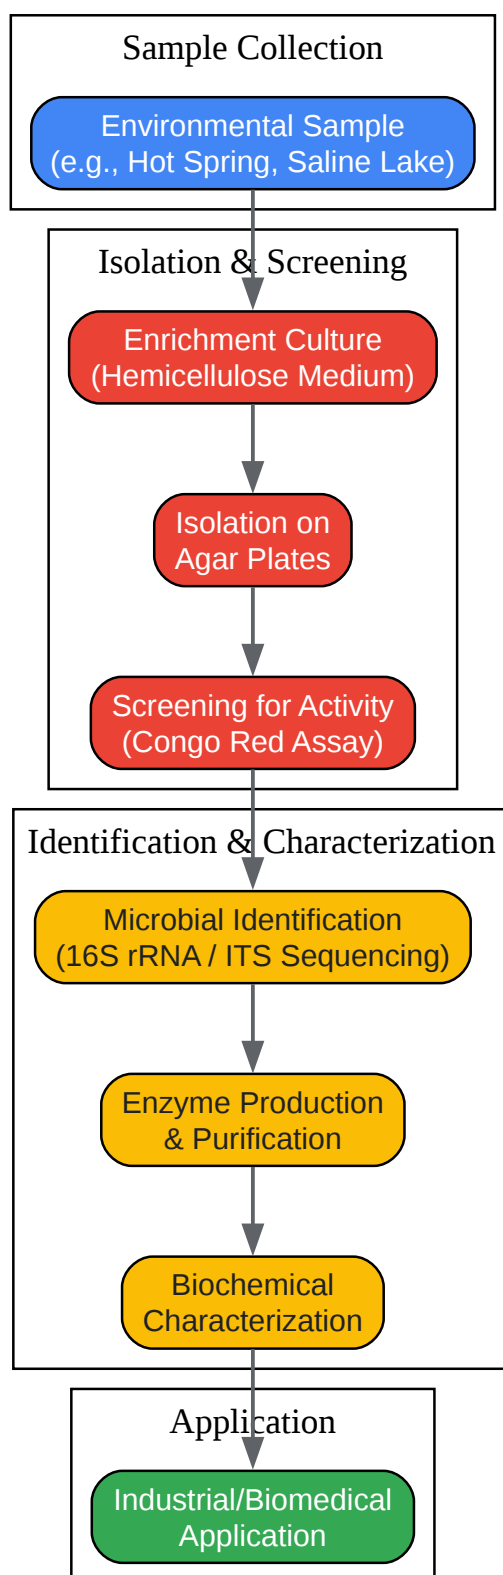 Sample Collection
Environmental Sample
(e.g., Hot Spring, Saline Lake)
Isolation & Screening
Enrichment Culture
(Hemicellulose Medium)
Isolation on
Agar Plates
Screening for Activity
(Congo Red Assay)
Identification & Characterization
Microbial Identification
(16S rRNA / ITS Sequencing)
Enzyme Production
& Purification
Biochemical
Characterization
Application
Industrial/Biomedical
Application